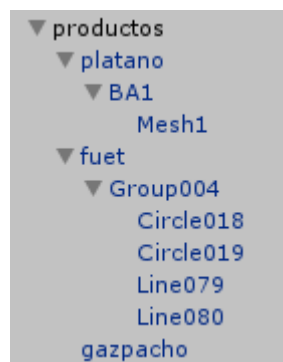 productos
platano
BA1
Mesh1
fuet
Group004
Circle018
Circle019
Line079
Line080
gazpacho